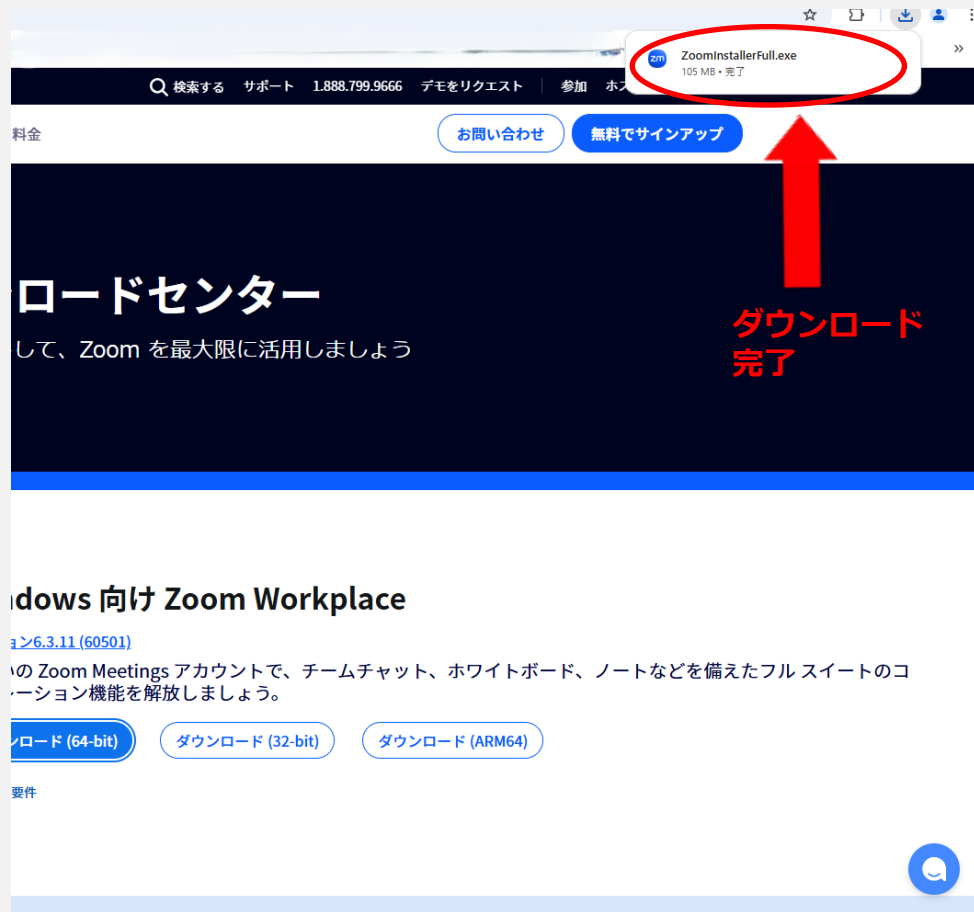 zm ZoomInstallerFull.exe
105 MB • 完了
検索する サポート 1.888.799.9666 デモをリクエスト 参加 ホス
料金 お問い合わせ 無料でサインアップ
ロードセンター
して、Zoom を最大限に活用しましょう
ダウンロード
完了
dows 向け Zoom Workplace
ョン6.3.11 (60501)
の Zoom Meetings アカウントで、チームチャット、ホワイトボード、ノートなどを備えたフル スイートのコ
ーション機能を解放しましょう。
ンロード (64-bit) ダウンロード (32-bit) ダウンロード (ARM64)
要件